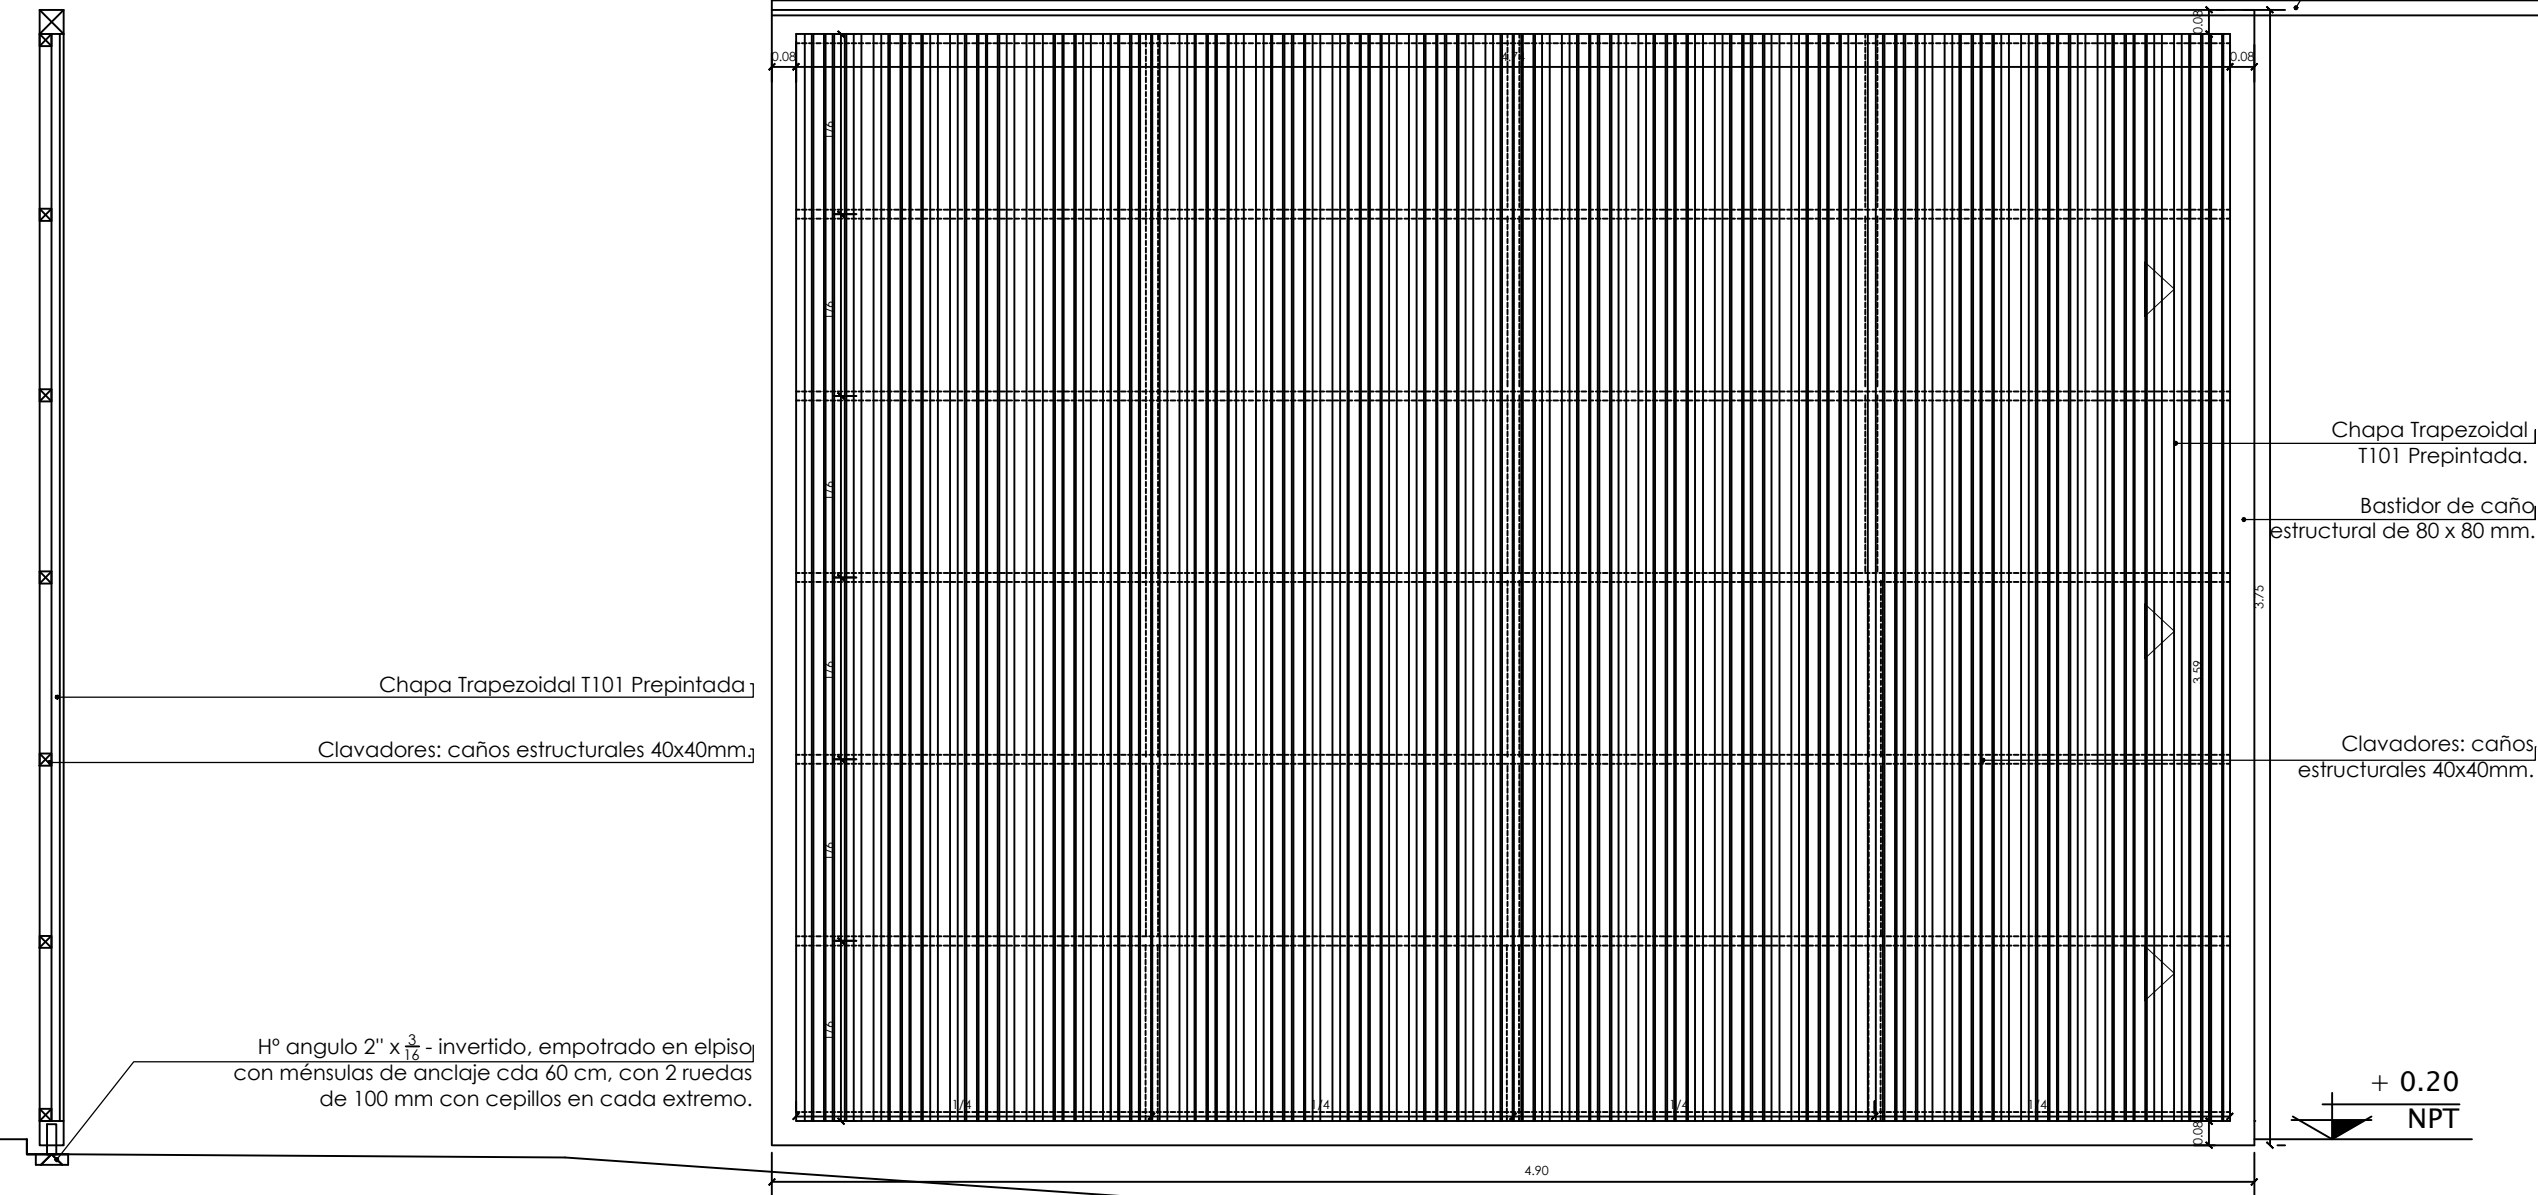 0.08
4.74
0.08
0.08
1/6
1/6
1/6
1/6
1/6
1/6
Chapa Trapezoidal
T101 Prepintada.
Bastidor de caño
estructural de 80 x 80 mm.
3.75
3.59
Chapa Trapezoidal T101 Prepintada
Clavadores: caños estructurales 40x40mm.
Clavadores: caños
estructurales 40x40mm.
Hº angulo 2" x 3/16 - invertido, empotrado en elpiso
con ménsulas de anclaje cda 60 cm, con 2 ruedas
de 100 mm con cepillos en cada extremo.
1/4
1/4
1/4
1/4
+ 0.20
NPT
0.08
4.90